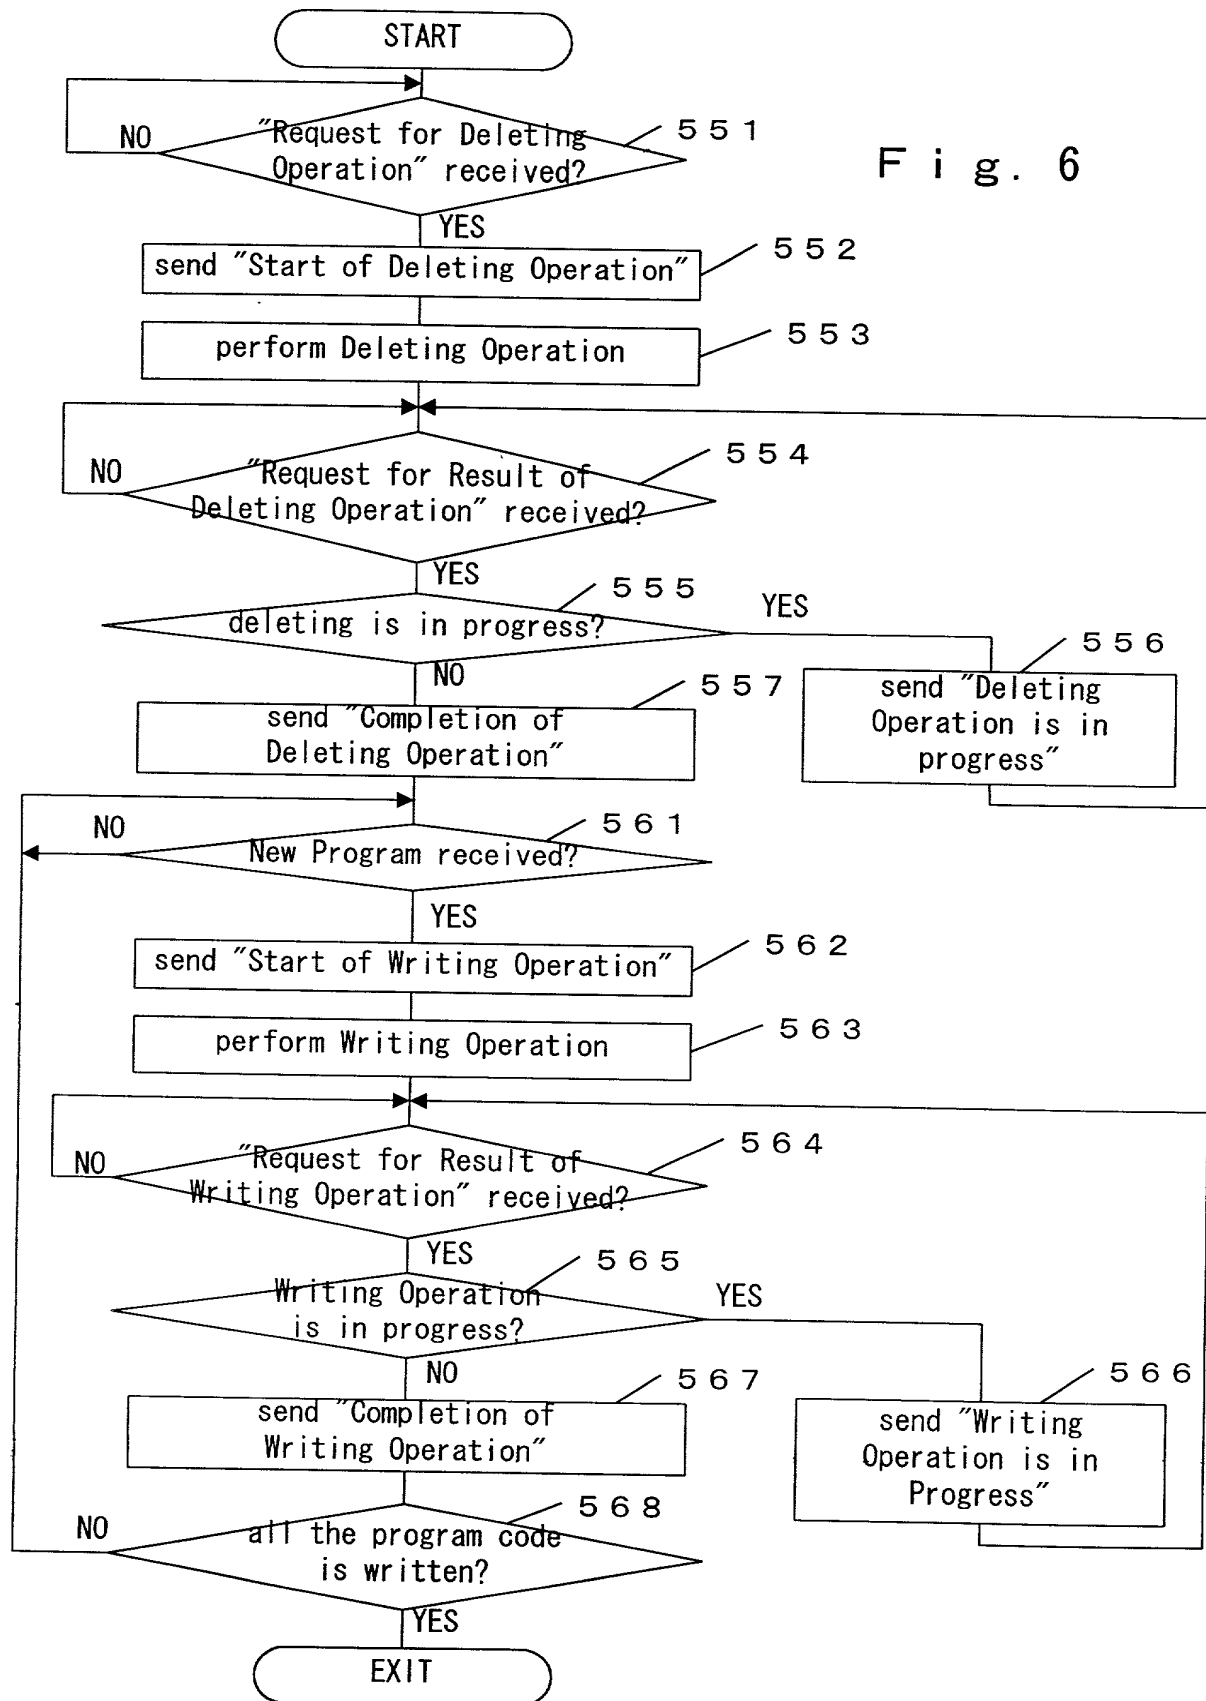 START
NO
"Request for Deleting
Operation" received?
551
Fig. 6
YES
send "Start of Deleting Operation"
552
perform Deleting Operation
553
NO
"Request for Result of
Deleting Operation" received?
554
YES
555
deleting is in progress?
YES
NO
556
send "Deleting
Operation is in
progress"
557
send "Completion of
Deleting Operation"
NO
561
New Program received?
YES
562
send "Start of Writing Operation"
563
perform Writing Operation
NO
"Request for Result of
Writing Operation" received?
564
YES
565
Writing Operation
is in progress?
YES
NO
566
send "Writing
Operation is in
Progress"
567
send "Completion of
Writing Operation"
568
NO
all the program code
is written?
YES
EXIT